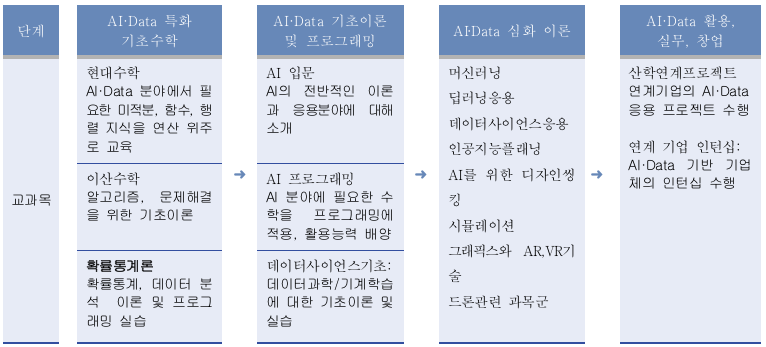 단계
AI·Data 특화
기초수학
AI·Data 기초이론
및 프로그래밍
AI·Data 심화 이론
AI·Data 활용,
실무, 창업
교과목
현대수학
AI·Data 분야에서 필
요한 미적분, 함수, 행
렬 지식을 연산 위주
로 교육
이산수학
알고리즘, 문제해결
을 위한 기초이론
확률통계론
확률통계, 데이터 분
석 이론 및 프로그
래밍 실습
AI 입문
AI의 전반적인 이론
과 응용분야에 대해
소개
AI 프로그래밍
AI 분야에 필요한 수
학을 프로그래밍에
적용, 활용능력 배양
데이터사이언스기초:
데이터과학/기계학습
에 대한 기초이론 및
실습
머신러닝
딥러닝응용
데이터사이언스응용
인공지능플래닝
AI를 위한 디자인씽
킹
시뮬레이션
그래픽스와 AR,VR기
술
드론관련 과목군
산학연계프로젝트
연계기업의 AI·Data
응용 프로젝트 수행
연계 기업 인턴십:
AI·Data 기반 기업
체의 인턴십 수행